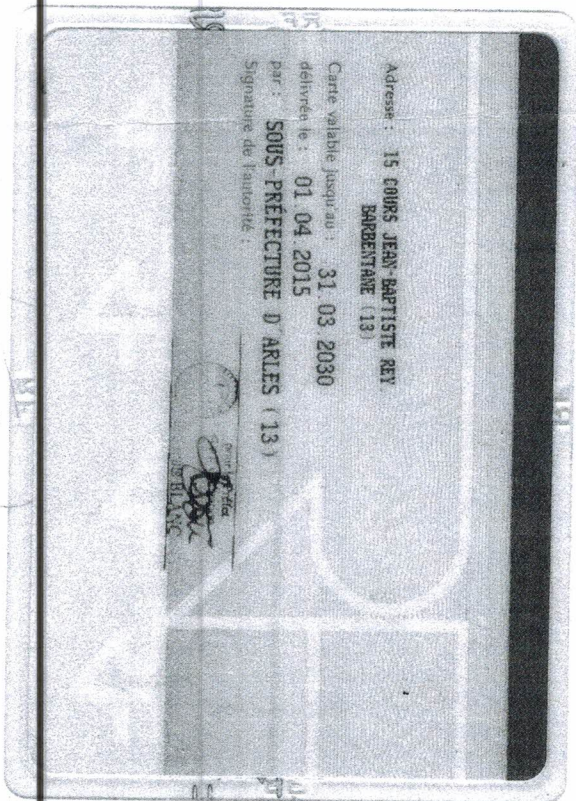 Adresse : 15 COURS JEAN-BAPTISTE REY
BARBENTANE (13)
Carte valable jusqu'au : 31.03.2030
délivrée le : 01.04.2015
par : SOUS-PRÉFECTURE D'ARLES (13)
Signature de l'autorité :
BLANC